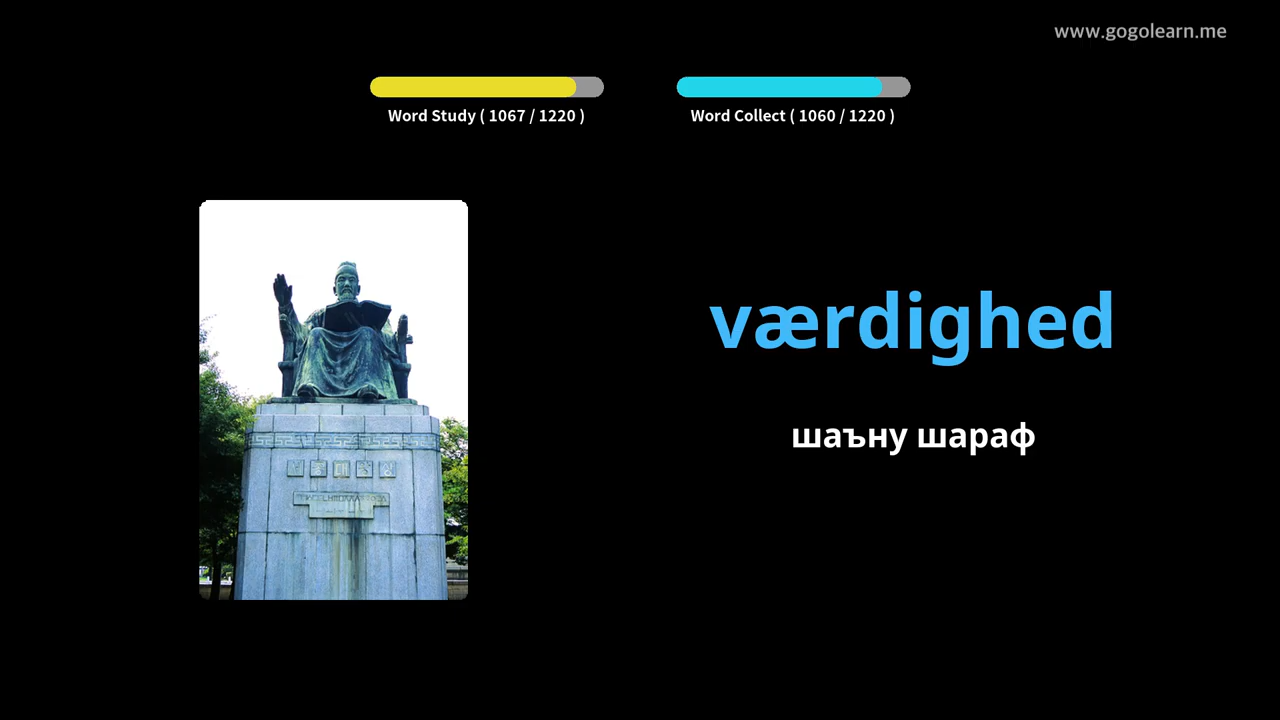 www.gogolearn.me
Word Study ( 1067 / 1220 )
Word Collect ( 1060 / 1220 )
værdighed
шаъну шараф